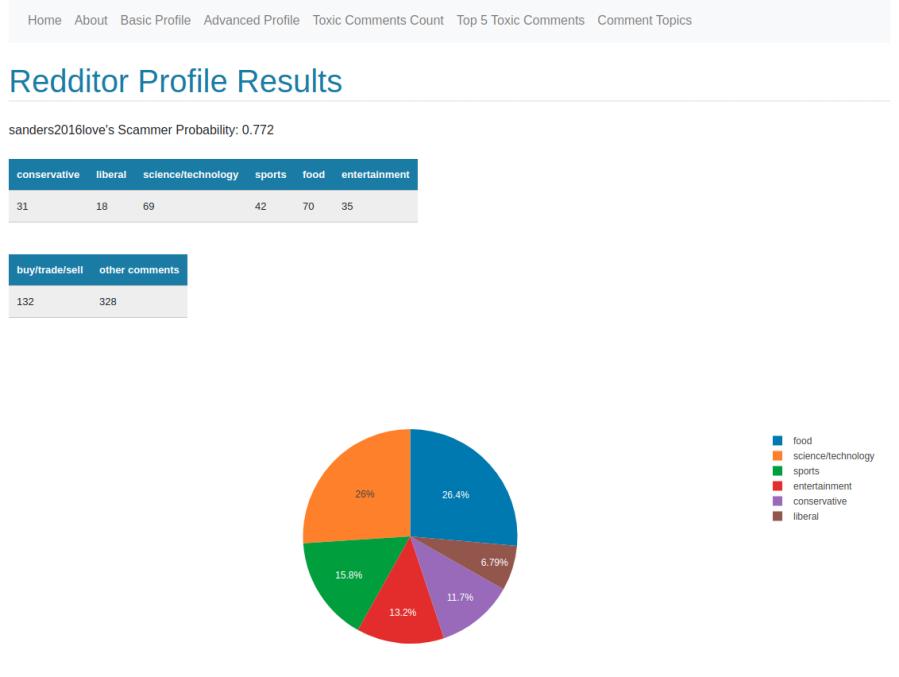 Home About Basic Profile Advanced Profile Toxic Comments Count Top 5 Toxic Comments Comment Topics
Redditor Profile Results
sanders2016love's Scammer Probability: 0.772
conservative liberal science/technology sports food entertainment
31 18 69 42 70 35
buy/trade/sell other comments
132 328
food
science/technology
sports
entertainment
conservative
liberal
26%
26.4%
6.79%
15.8%
11.7%
13.2%